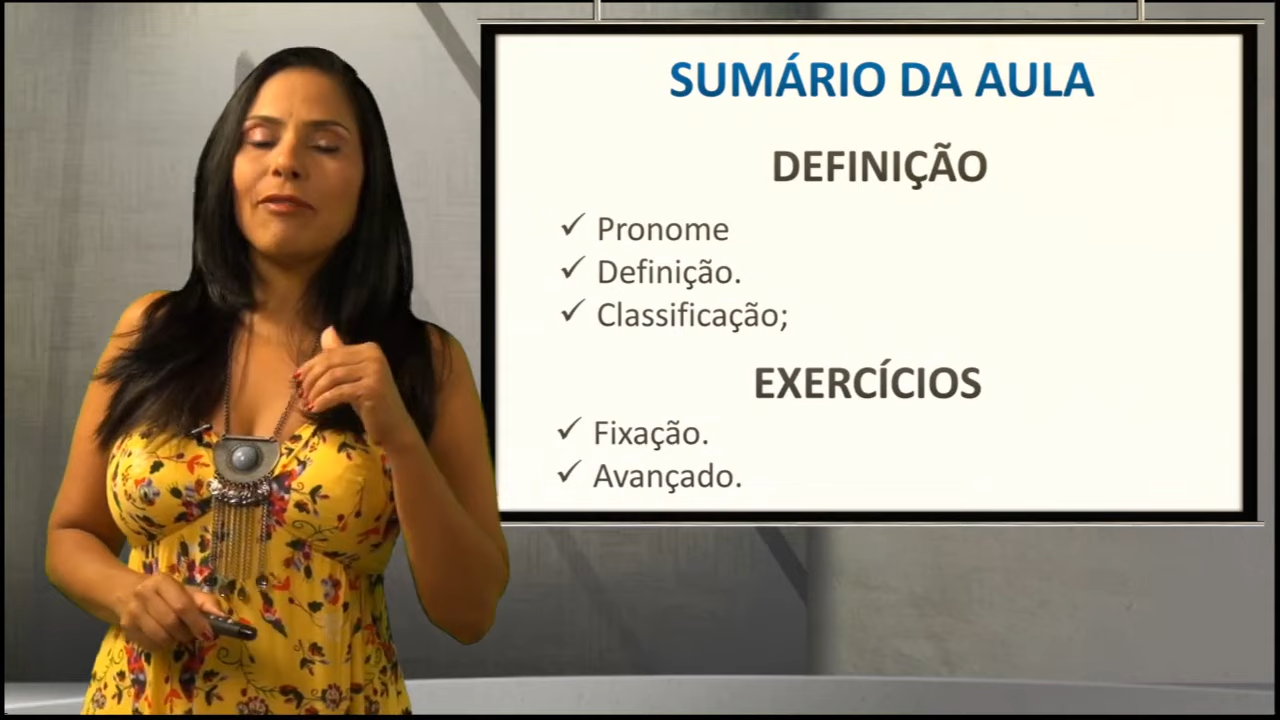 SUMÁRIO DA AULA
DEFINIÇÃO
✓ Pronome
✓ Definição.
✓ Classificação;
EXERCÍCIOS
✓ Fixação.
✓ Avançado.